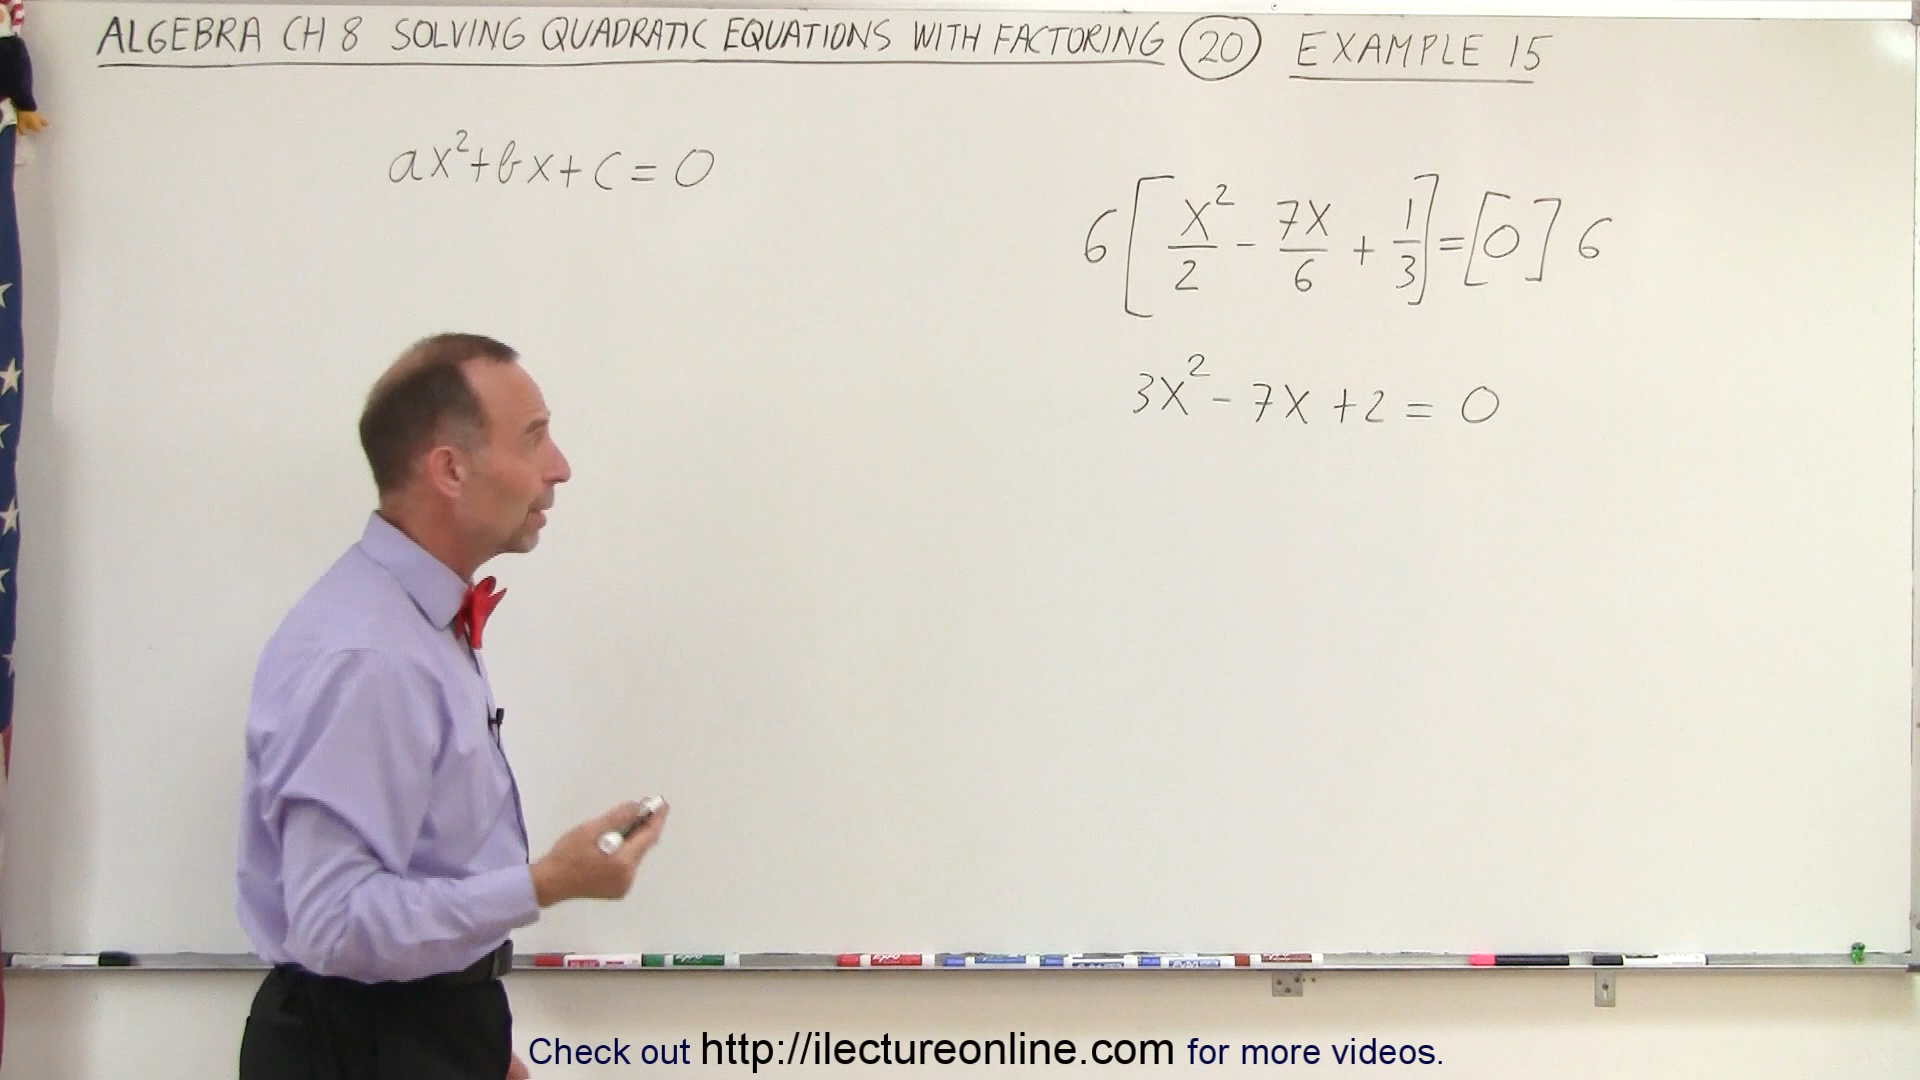 ALGEBRA CH 8 SOLVING QUADRATIC EQUATIONS WITH FACTORING 20 EXAMPLE 15
ax²+bx+c=0
6[x²/2 - 7x/6 + 1/3]=[0]6
3x² - 7x + 2 = 0
EXPO
Check out http://ilectureonline.com for more videos.